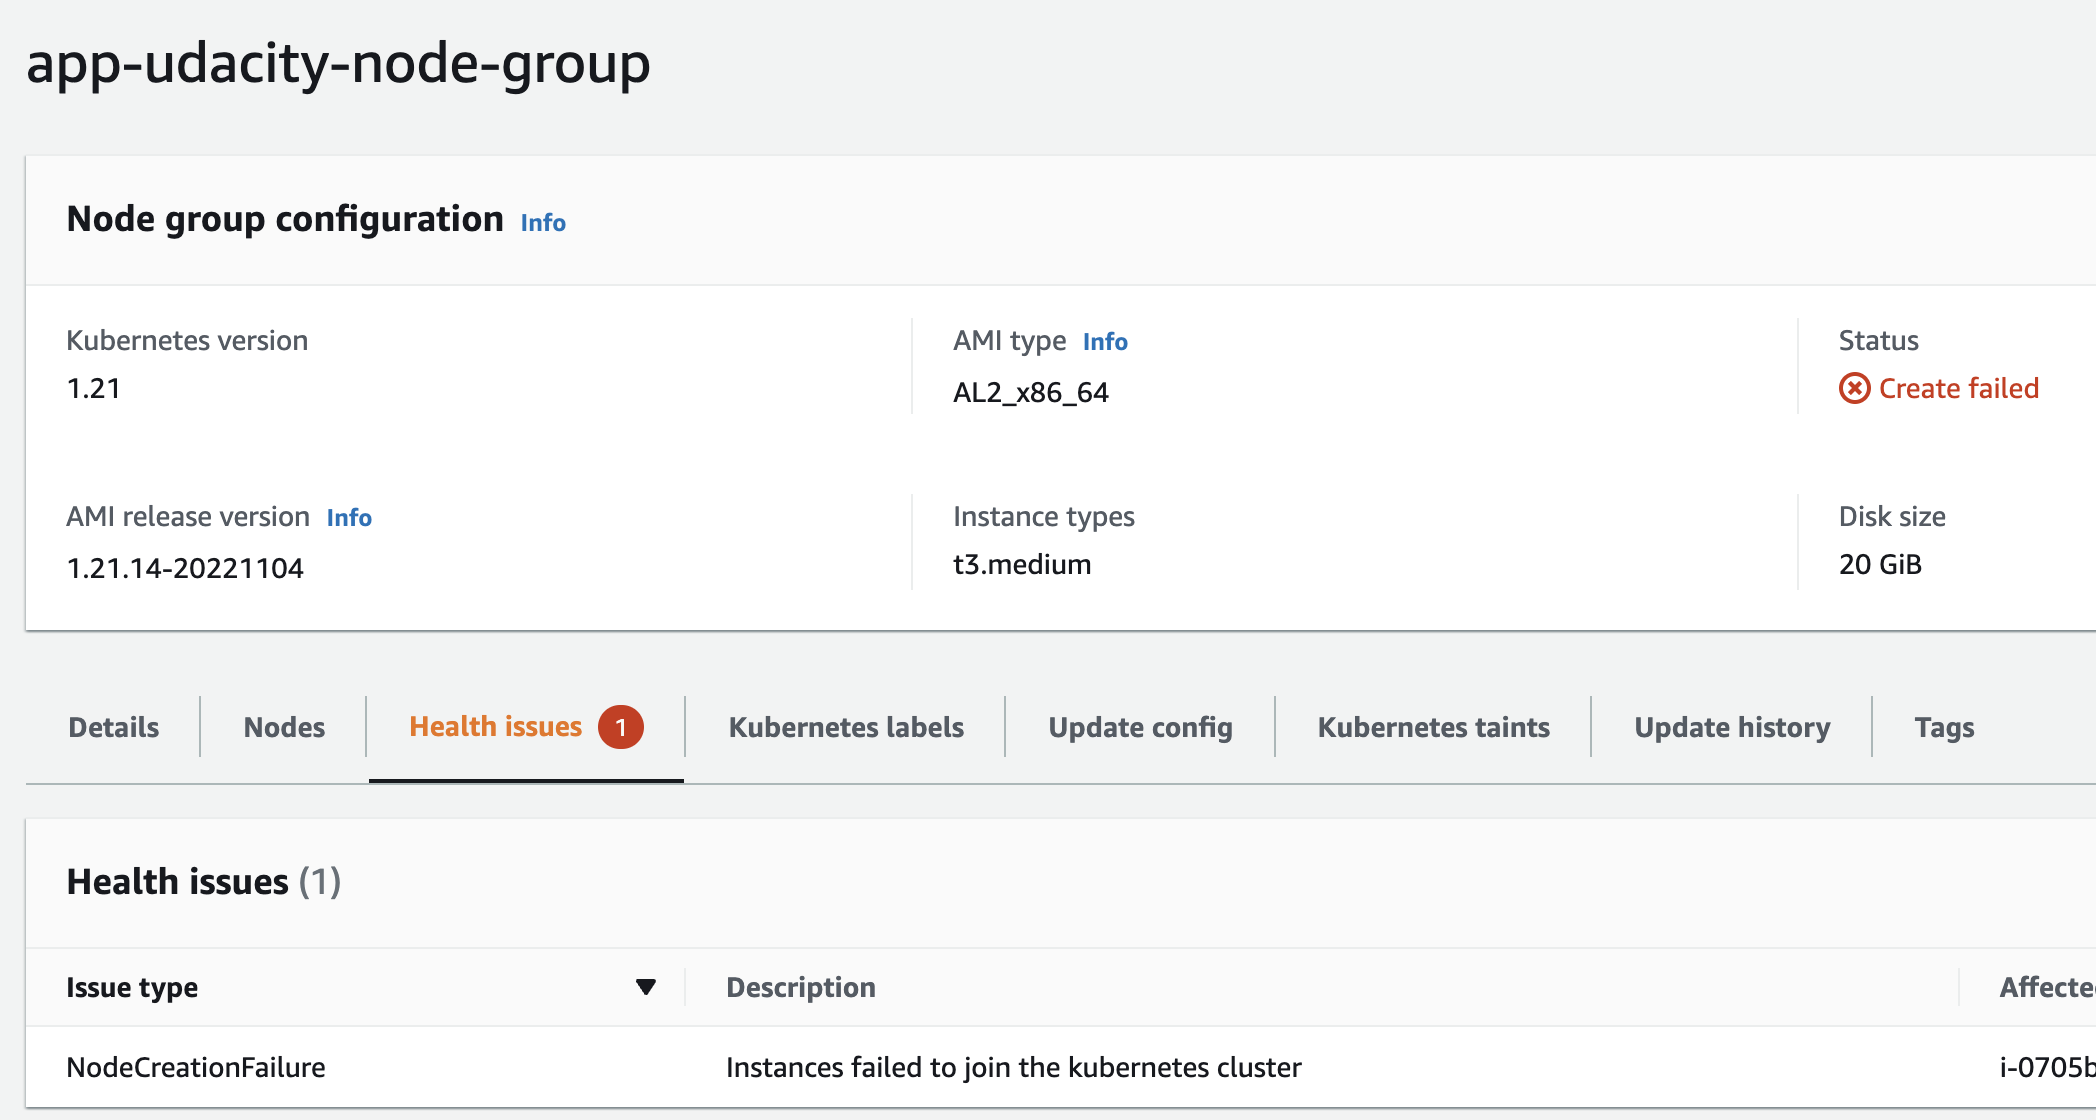 app-udacity-node-group
Node group configuration Info
Kubernetes version
1.21
AMI type Info
AL2_x86_64
Status
Create failed
AMI release version Info
1.21.14-20221104
Instance types
t3.medium
Disk size
20 GiB
Details Nodes Health issues 1 Kubernetes labels Update config Kubernetes taints Update history Tags
Health issues (1)
Issue type Description Affecte
NodeCreationFailure Instances failed to join the kubernetes cluster i-0705b